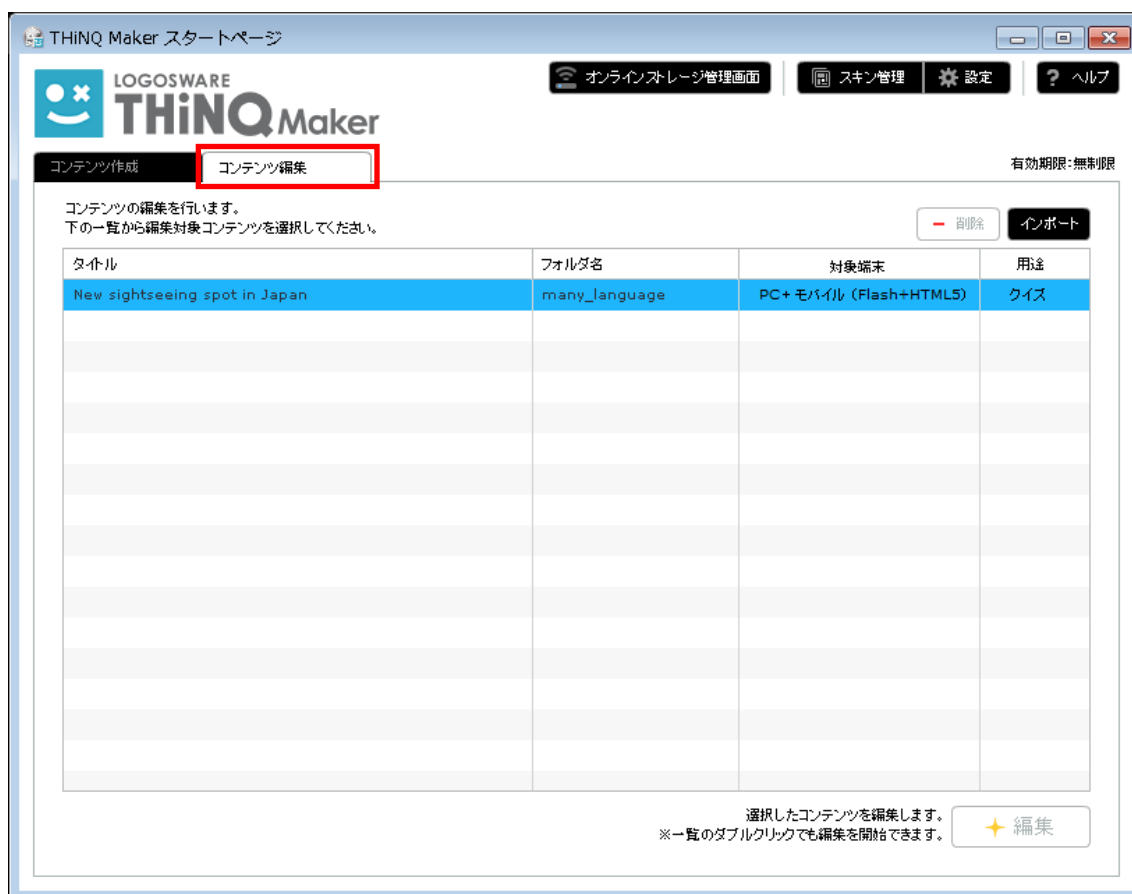 THiNQ Maker スタートページ
オンラインストレージ管理画面
スキン管理
設定
? ヘルプ
LOGOSWARE
THiNQ Maker
コンテンツ作成
コンテンツ編集
有効期限:無制限
コンテンツの編集を行います。
下の一覧から編集対象コンテンツを選択してください。
削除
インポート
タイトル フォルダ名 対象端末 用途
New sightseeing spot in Japan many_language PC+モバイル (Flash+HTML5) クイズ
選択したコンテンツを編集します。
※一覧のダブルクリックでも編集を開始できます。
編集